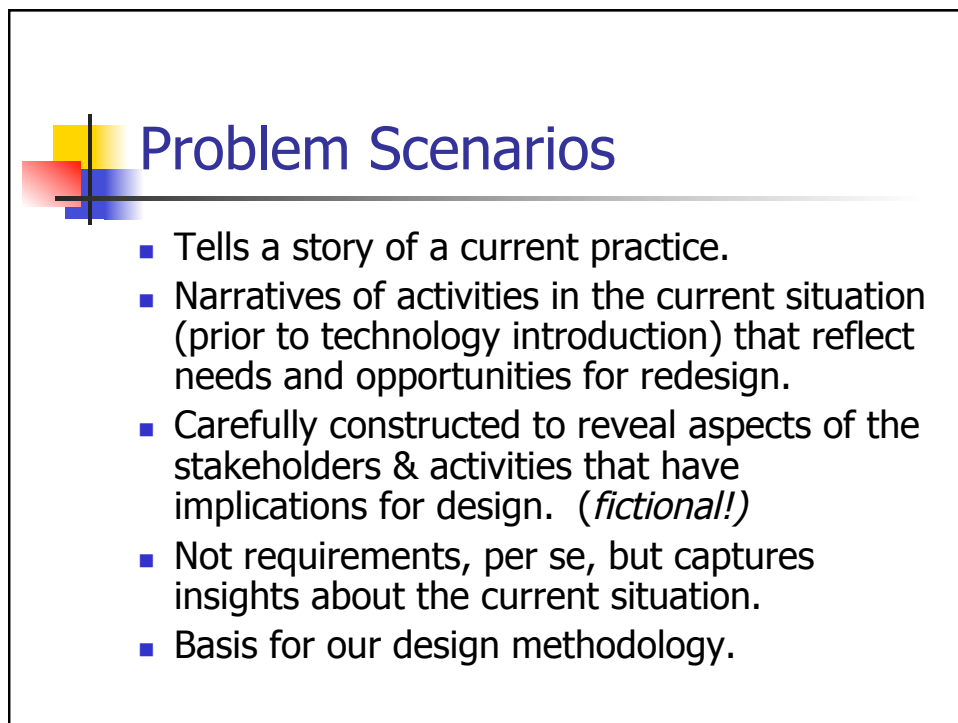 Problem Scenarios
Tells a story of a current practice.
Narratives of activities in the current situation
(prior to technology introduction) that reflect
needs and opportunities for redesign.
Carefully constructed to reveal aspects of the
stakeholders & activities that have
implications for design.  (fictional!)
Not requirements, per se, but captures
insights about the current situation.
Basis for our design methodology.